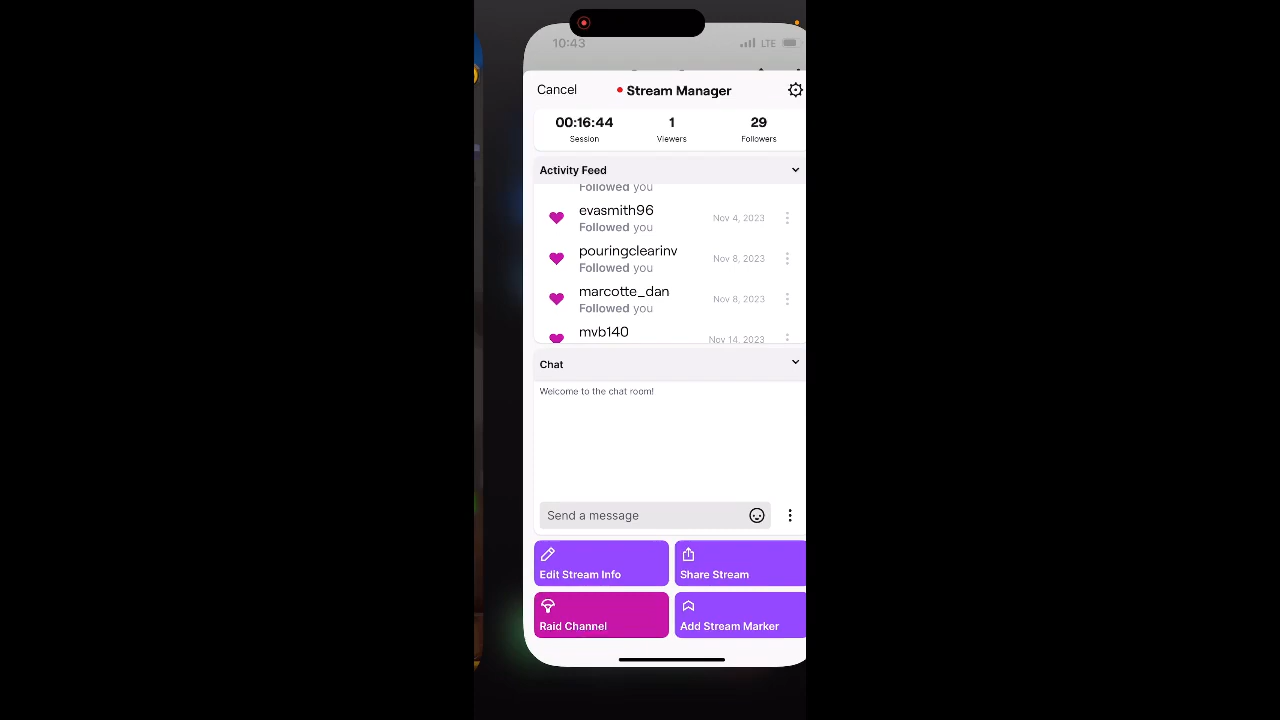 10:43
LTE
Cancel
Stream Manager
00:16:44 1 29
Session Viewers Followers
Activity Feed
Followed you
evasmith96
Followed you
Nov 4, 2023
pouringclearinv
Followed you
Nov 8, 2023
marcotte_dan
Followed you
Nov 8, 2023
mvb140
Nov 14, 2023
Chat
Welcome to the chat room!
Send a message
Edit Stream Info
Share Stream
Raid Channel
Add Stream Marker